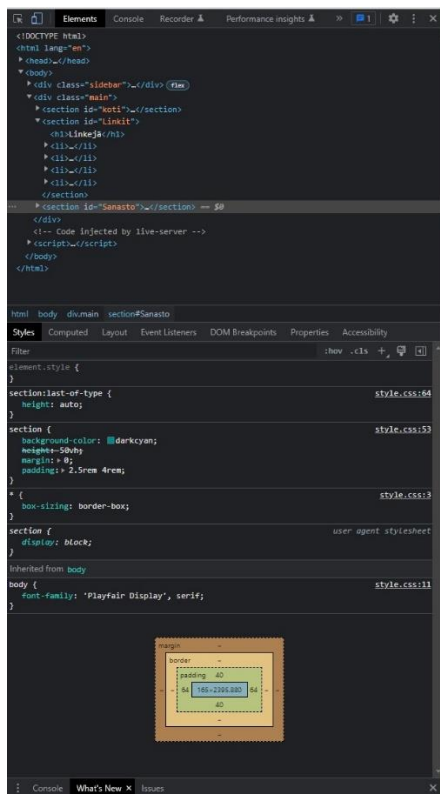 Elements Console Recorder Performance insights » 1
<!DOCTYPE html>
<html lang="en">
<head>…</head>
<body>
<div class="sidebar">…</div> flex
<div class="main">
<section id="koti">…</section>
<section id="Linkit">
<h1>Linkejä</h1>
<li>…</li>
<li>…</li>
<li>…</li>
<li>…</li>
</section>
… <section id="Sanasto">…</section> == $0
</div>
<!-- Code injected by live-server -->
<script>…</script>
</body>
</html>
html body div.main section#Sanasto
Styles Computed Layout Event Listeners DOM Breakpoints Properties Accessibility
Filter :hov .cls +
element.style {
}
section:last-of-type { style.css:64
height: auto;
}
section { style.css:53
background-color: darkcyan;
height: 50vh;
margin: 0;
padding: 2.5rem 4rem;
}
* { style.css:3
box-sizing: border-box;
}
section { user agent stylesheet
display: block;
}
Inherited from body
body { style.css:11
font-family: 'Playfair Display', serif;
}
margin -
border -
padding 40
- - 64 165×2385.880 64 - -
40
-
-
Console What's New × Issues